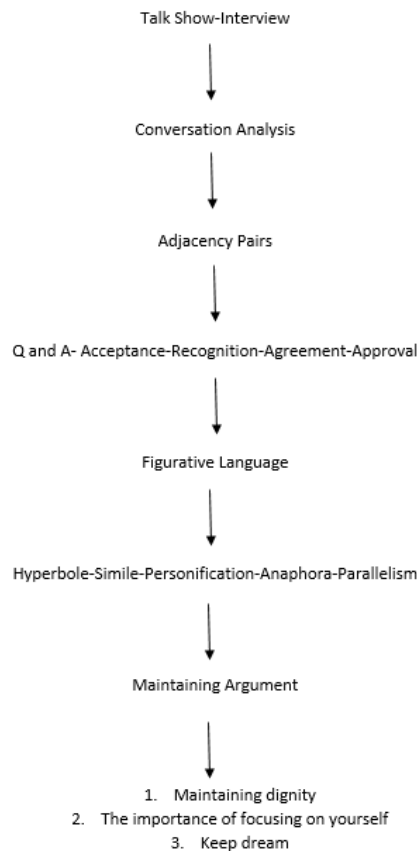 Talk Show-Interview
Conversation Analysis
Adjacency Pairs
Q and A- Acceptance-Recognition-Agreement-Approval
Figurative Language
Hyperbole-Simile-Personification-Anaphora-Parallelism
Maintaining Argument
1. Maintaining dignity
2. The importance of focusing on yourself
3. Keep dream